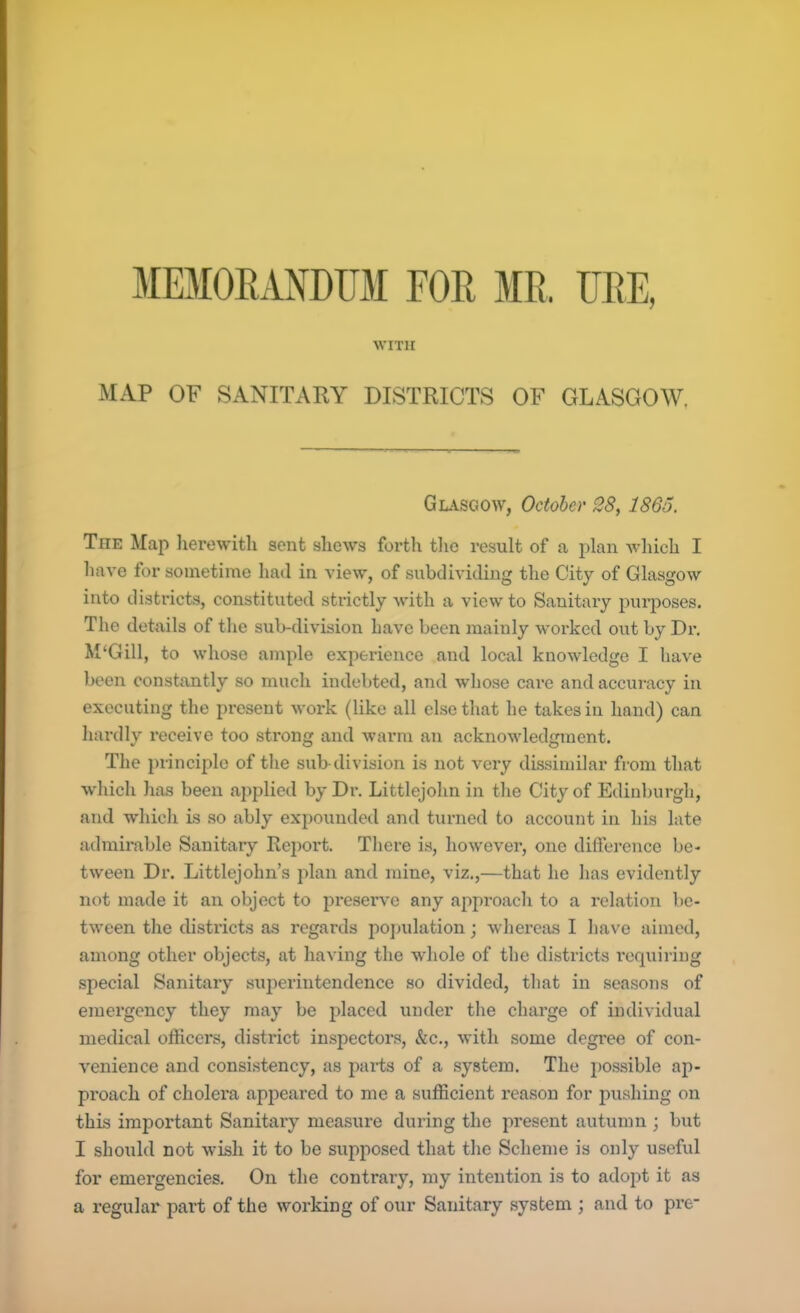 MEMORANDUM FOR MR. URE,
WITH
MAP OF SANITARY DISTRICTS OF GLASGOW.
GLASGOW, October 28, 1865.
THE Map herewith sent shews forth the result of a plan which I
have for sometime had in view, of subdividing the City of Glasgow
into districts, constituted strictly with a view to Sanitary purposes.
The details of the sub-division have been mainly worked out by Dr.
M‘Gill, to whose ample experience and local knowledge I have
been constantly so much indebted, and whose care and accuracy in
executing the present work (like all else that he takes in hand) can
hardly receive too strong and warm an acknowledgment.
The principle of the sub-division is not very dissimilar from that
which has been applied by Dr. Littlejohn in the City of Edinburgh,
and which is so ably expounded and turned to account in his late
admirable Sanitary Report. There is, however, one difference be-
tween Dr. Littlejohn's plan and mine, viz.,—that he has evidently
not made it an object to preserve any approach to a relation be-
tween the districts as regards population; whereas I have aimed,
among other objects, at having the whole of the districts requiring
special Sanitary superintendence so divided, that in seasons of
emergency they may be placed under the charge of individual
medical officers, district inspectors, &c., with some degree of con-
venience and consistency, as parts of a system. The possible ap-
proach of cholera appeared to me a sufficient reason for pushing on
this important Sanitary measure during the present autumn ; but
I should not wish it to be supposed that the Scheme is only useful
for emergencies. On the contrary, my intention is to adopt it as
a regular part of the working of our Sanitary system ; and to pre-